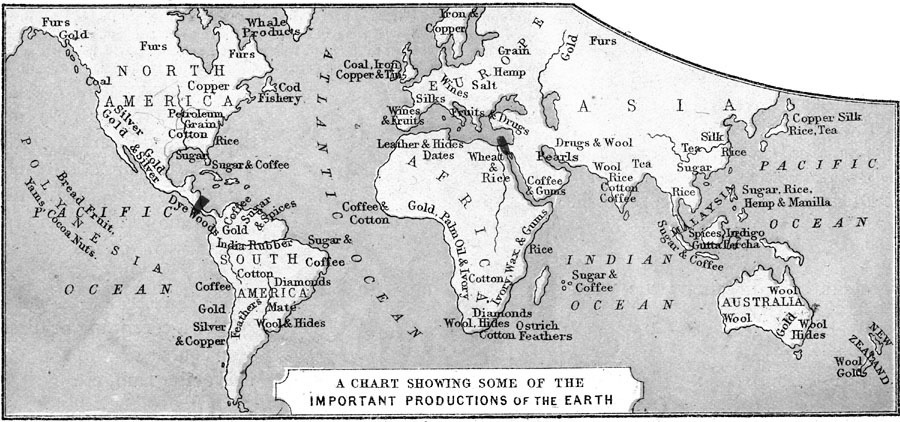 Furs
Gold
Furs
Furs
Whale
Products
Coal
NORTH
AMERICA
Copper
Cod
Fishery
Petroleum
Grain
Cotton
Silver
Gold
Rice
Gold
& Silver
Sugar
Sugar & Coffee
Dye Woods
Coffee
Sugar
& Spices
Gold
India Rubber
SOUTH
AMERICA
Sugar &
Coffee
Cotton
Diamonds
Coffee
Gold
Silver
& Copper
Feathers
Mate
Wool & Hides
POLYNESIA
Bread Fruit.
Yams, Cocoa Nuts.
PACIFIC
OCEAN
ATLANTIC
OCEAN
Iron &
Copper
Coal, Iron,
Copper & Tin
EUROPE
Grain
Hemp
Salt
Wines
Silks
Wines
& Fruits
Fruits & Drugs
Gold
Furs
ASIA
Leather & Hides
Dates
Wheat
&
Rice
AFRICA
Coffee &
Cotton
Gold, Palm Oil & Ivory
Coffee
& Gums
Ivory, Wax & Gums
Rice
Cotton
Diamonds
Wool, Hides
Cotton
Ostrich
Feathers
Sugar &
Coffee
Pearls
Drugs & Wool
Wool
Rice
Cotton
Coffee
Tea
Silk
Tea
Rice
Sugar
Rice
Copper Silk
Rice, Tea
PACIFIC
OCEAN
MALAYSIA
Sugar, Rice,
Hemp & Manilla
Spices, Indigo
Gutta Percha
Sugar
& Coffee
INDIAN
OCEAN
Wool
AUSTRALIA
Wool
Gold
Wool
Hides
NEW
ZEALAND
Wool
Gold
A CHART SHOWING SOME OF THE
IMPORTANT PRODUCTIONS OF THE EARTH